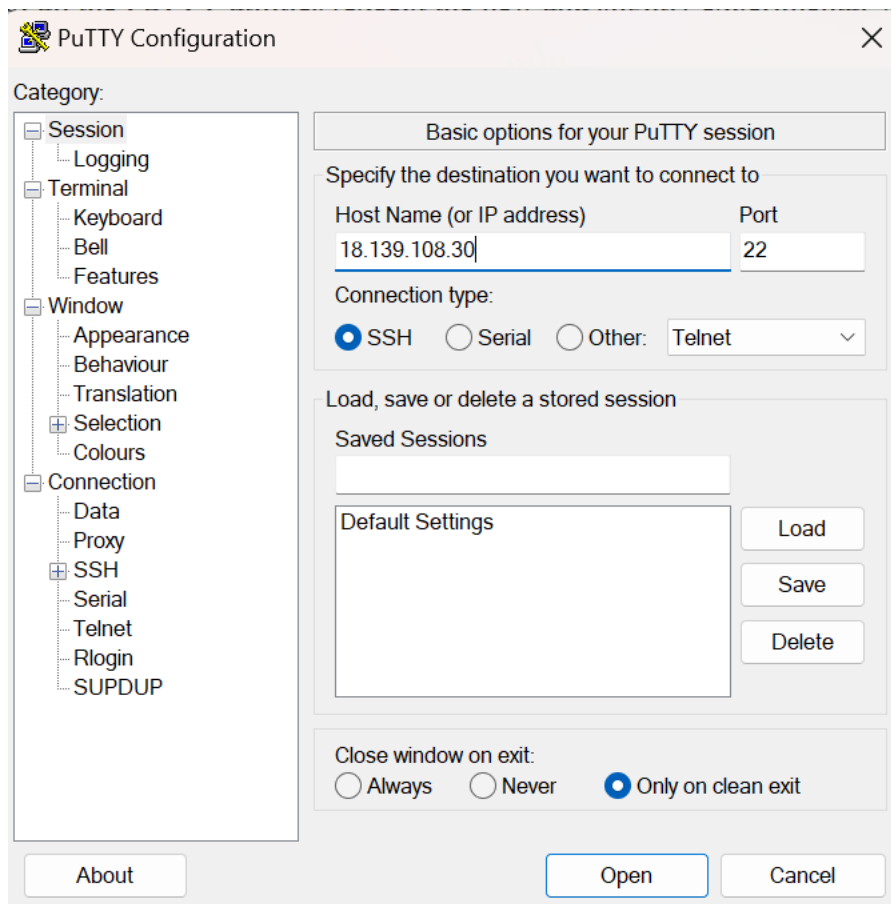 PuTTY Configuration
Category:
Session
Logging
Terminal
Keyboard
Bell
Features
Window
Appearance
Behaviour
Translation
Selection
Colours
Connection
Data
Proxy
SSH
Serial
Telnet
Rlogin
SUPDUP
Basic options for your PuTTY session
Specify the destination you want to connect to
Host Name (or IP address) Port
18.139.108.30 22
Connection type:
SSH Serial Other: Telnet
Load, save or delete a stored session
Saved Sessions
Default Settings
Load
Save
Delete
Close window on exit:
Always Never Only on clean exit
About Open Cancel